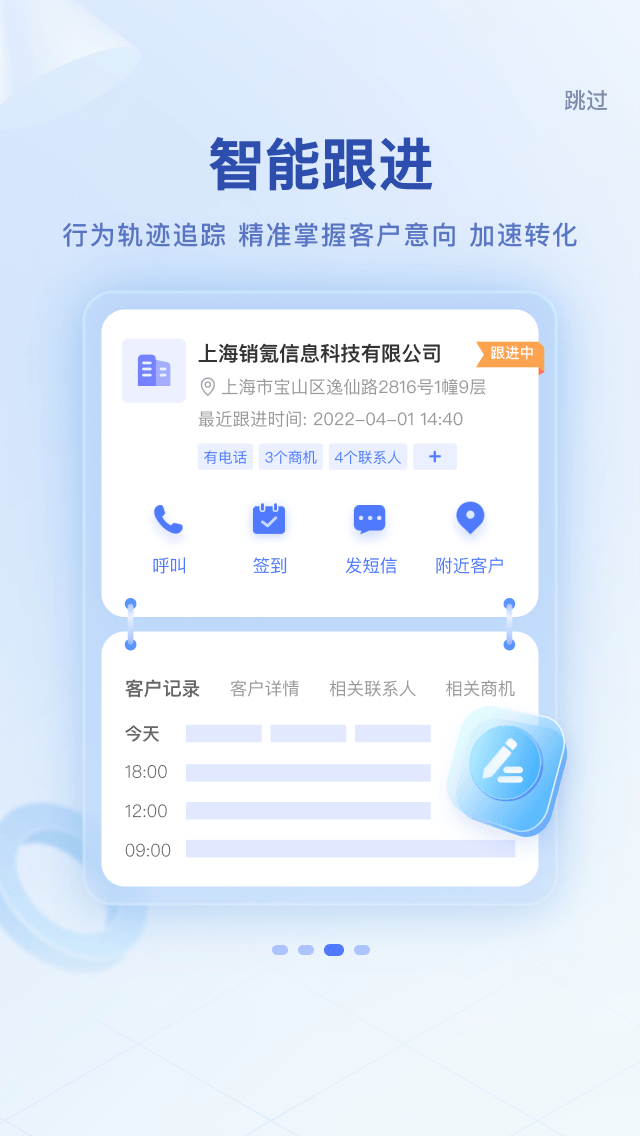 跳过
智能跟进
行为轨迹追踪 精准掌握客户意向 加速转化
上海销氪信息科技有限公司 跟进中
上海市宝山区逸仙路2816号1幢9层
最近跟进时间: 2022-04-01 14:40
有电话 3个商机 4个联系人 +
呼叫 签到 发短信 附近客户
客户记录 客户详情 相关联系人 相关商机
今天
18:00
12:00
09:00